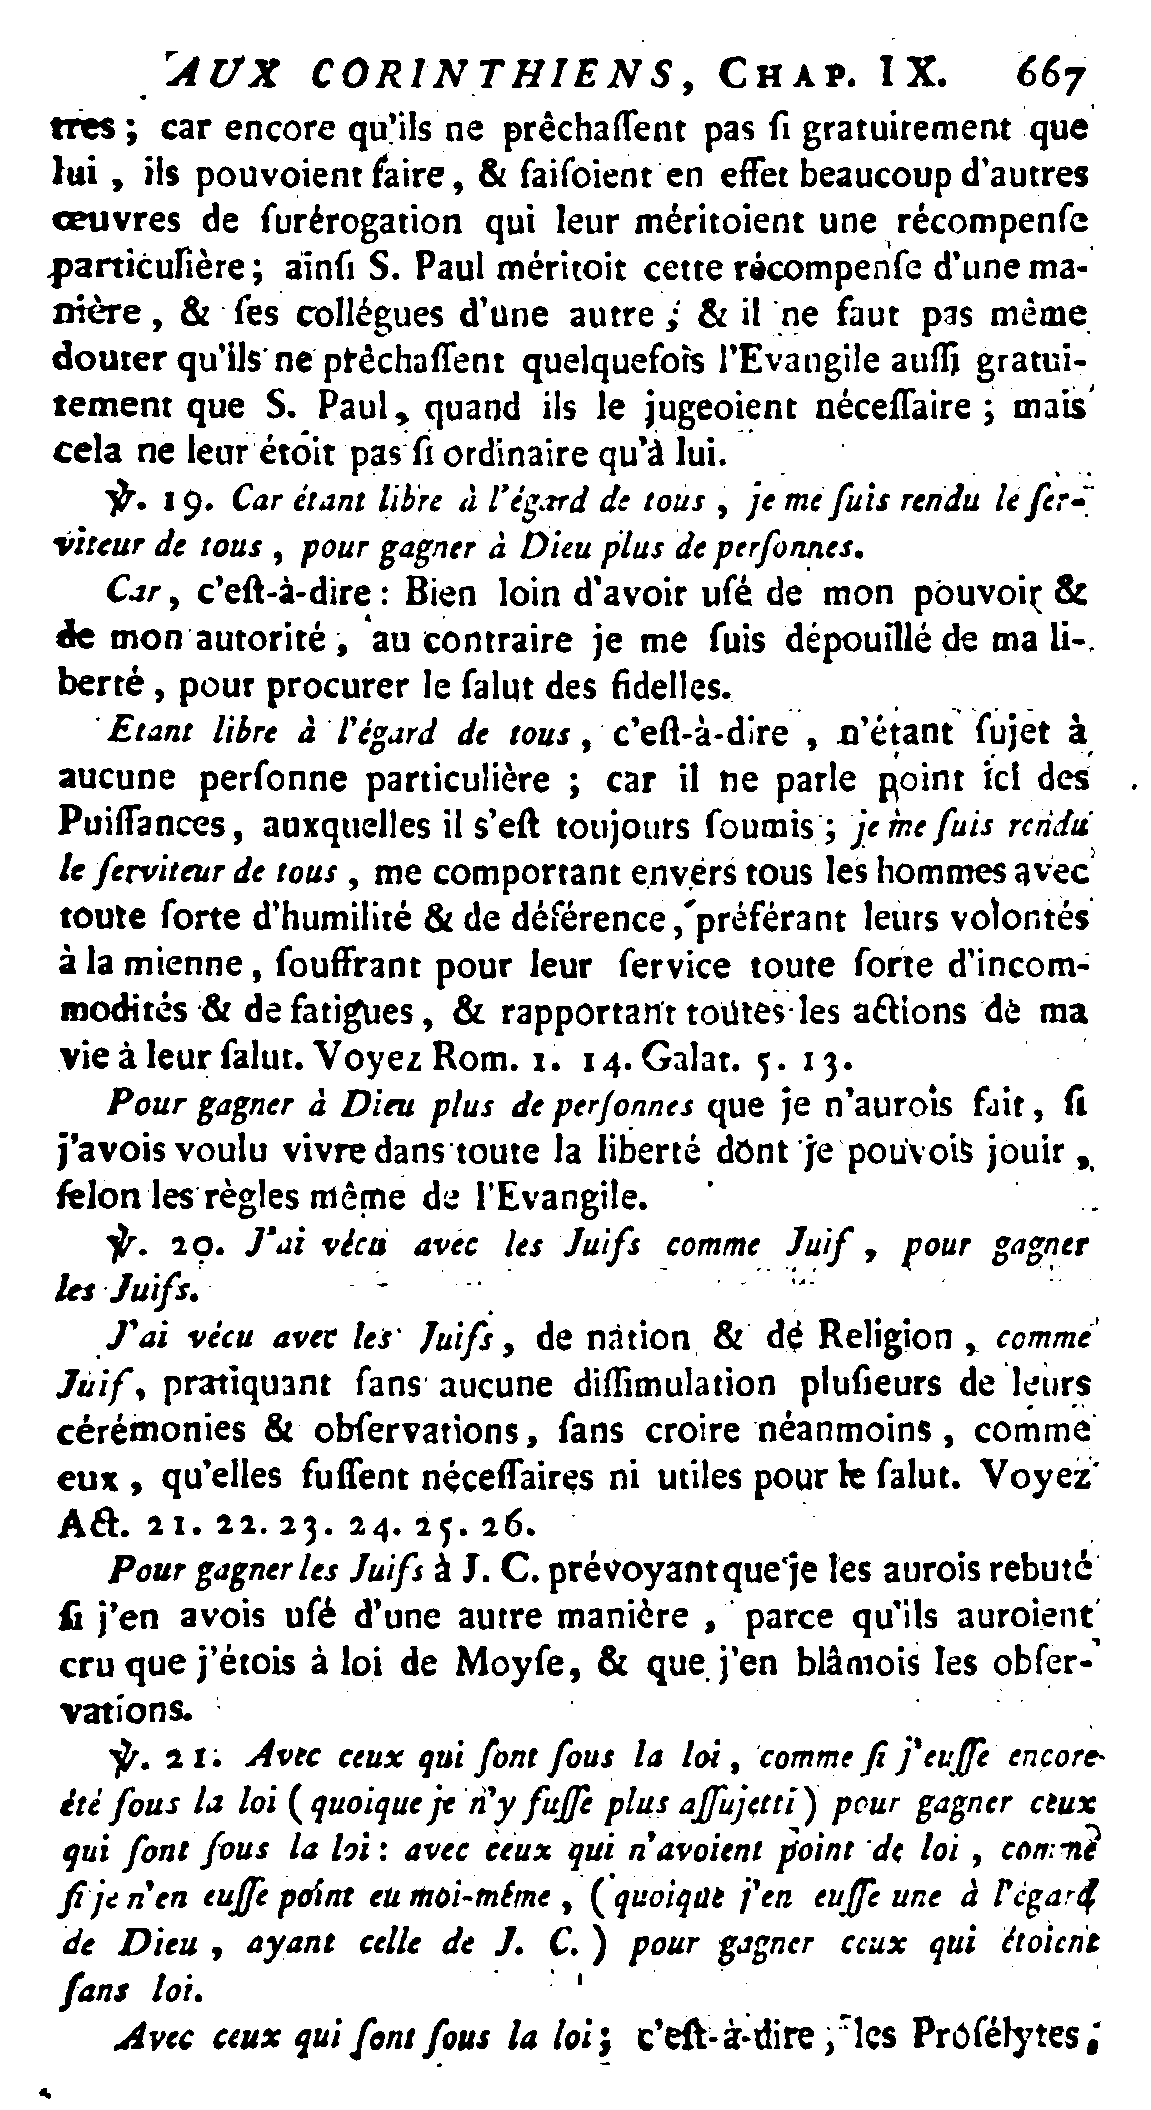 AUX CORINTHIENS, CHAP. IX. 667
tres ; car encore qu'ils ne prêchaſſent pas ſi gratuitement que
lui , ils pouvoient faire , & faiſoient en effet beaucoup d'autres
œuvres de ſurérogation qui leur méritoient une récompenſe
particulière ; ainſi S. Paul méritoit cette récompenſe d'une ma-
nière , & ſes collégues d'une autre ; & il ne faut pas même
douter qu'ils ne prêchaſſent quelquefois l'Evangile auſſi gratui-
tement que S. Paul , quand ils le jugeoient néceſſaire ; mais
cela ne leur étoit pas ſi ordinaire qu'à lui.
℣. 19. Car étant libre à l'égard de tous , je me ſuis rendu le ſer-
viteur de tous , pour gagner à Dieu plus de perſonnes.
Car , c'eſt-à-dire : Bien loin d'avoir uſé de mon pouvoir &
de mon autorité , au contraire je me ſuis dépouillé de ma li-
berté , pour procurer le ſalut des fidelles.
Etant libre à l'égard de tous , c'eſt-à-dire , n'étant ſujet à
aucune perſonne particulière ; car il ne parle point ici des
Puiſſances, auxquelles il s'eſt toujours ſoumis ; je me ſuis rendu
le ſerviteur de tous , me comportant envers tous les hommes avec
toute ſorte d'humilité & de déférence, préférant leurs volontés
à la mienne , ſouffrant pour leur ſervice toute ſorte d'incom-
modités & de fatigues , & rapportant toutes les actions de ma
vie à leur ſalut. Voyez Rom. 1. 14. Galat. 5. 13.
Pour gagner à Dieu plus de perſonnes que je n'aurois fait , ſi
j'avois voulu vivre dans toute la liberté dont je pouvois jouir ,
ſelon les règles même de l'Evangile.
℣. 20. J'ai vécu avec les Juifs comme Juif , pour gagner
les Juifs.
J'ai vécu avec les Juifs , de nation & de Religion , comme
Juif, pratiquant ſans aucune diſſimulation pluſieurs de leurs
cérémonies & obſervations, ſans croire néanmoins , comme
eux , qu'elles fuſſent néceſſaires ni utiles pour le ſalut. Voyez
Act. 21. 22. 23. 24. 25. 26.
Pour gagner les Juifs à J. C. prévoyant que je les aurois rebuté
ſi j'en avois uſé d'une autre manière , parce qu'ils auroient
cru que j'étois à loi de Moyſe, & que j'en blâmois les obſer-
vations.
℣. 21. Avec ceux qui ſont ſous la loi , comme ſi j'euſſe encore
été ſous la loi ( quoique je n'y fuſſe plus aſſujetti ) pour gagner ceux
qui ſont ſous la loi : avec ceux qui n'avoient point de loi , comme
ſi je n'en euſſe point eu moi-même , ( quoique j'en euſſe une à l'égard
de Dieu , ayant celle de J. C. ) pour gagner ceux qui étoient
ſans loi.
Avec ceux qui ſont ſous la loi ; c'eſt-à-dire , les Proſélytes ;